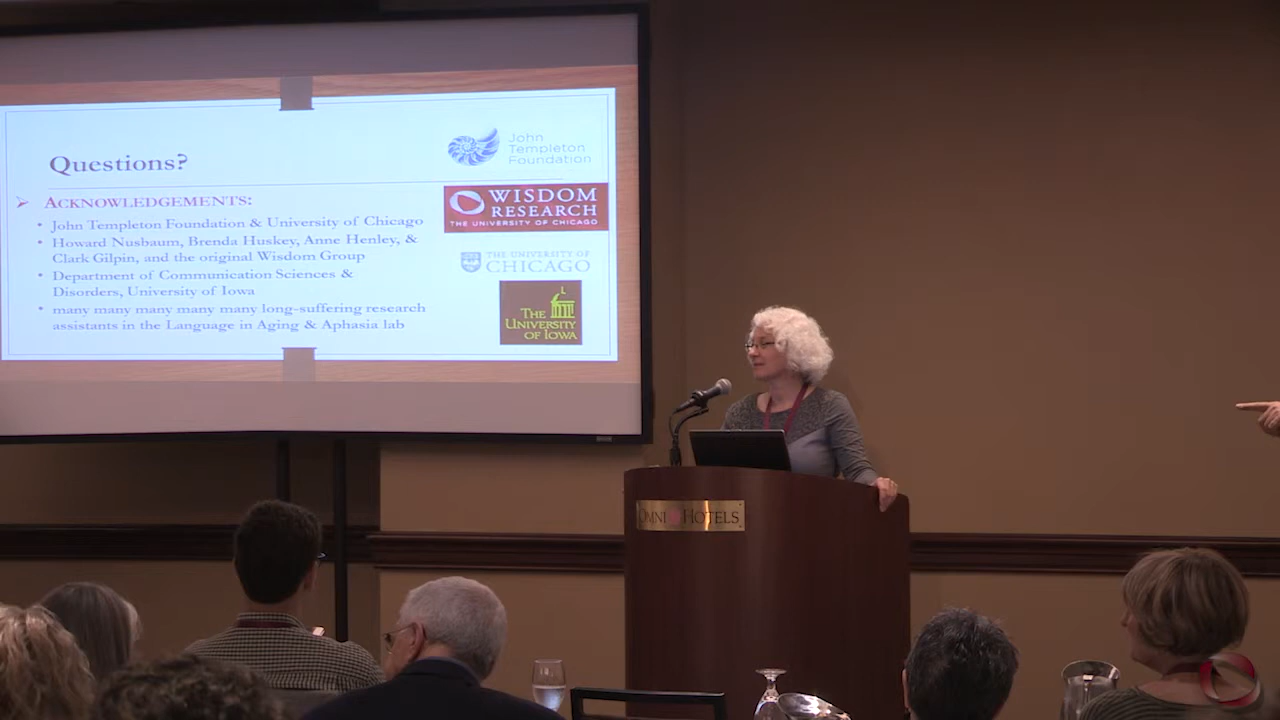 Questions?
➢ ACKNOWLEDGEMENTS:
• John Templeton Foundation & University of Chicago
• Howard Nusbaum, Brenda Huskey, Anne Henley, &
Clark Gilpin, and the original Wisdom Group
• Department of Communication Sciences &
Disorders, University of Iowa
• many many many many many long-suffering research
assistants in the Language in Aging & Aphasia lab
John
Templeton
Foundation
WISDOM
RESEARCH
THE UNIVERSITY OF CHICAGO
THE UNIVERSITY OF
CHICAGO
THE
UNIVERSITY
OF IOWA
OMNI HOTELS